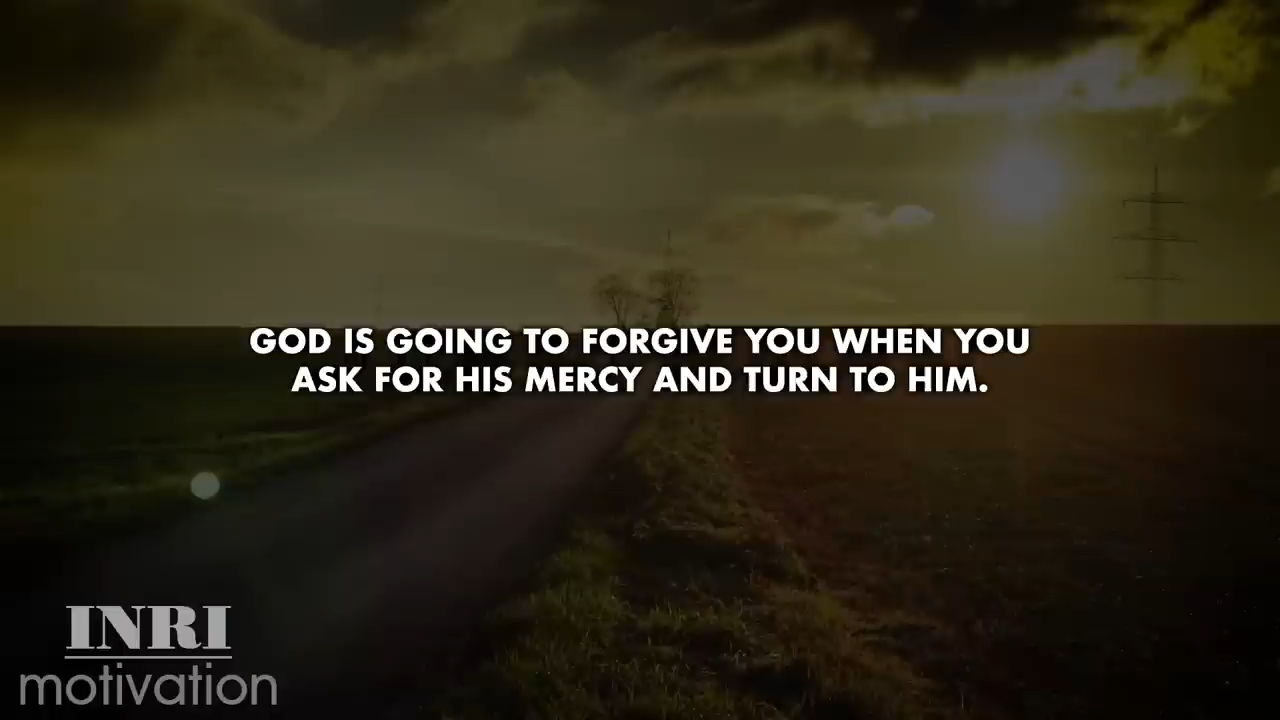 GOD IS GOING TO FORGIVE YOU WHEN YOU
ASK FOR HIS MERCY AND TURN TO HIM.
INRI
motivation